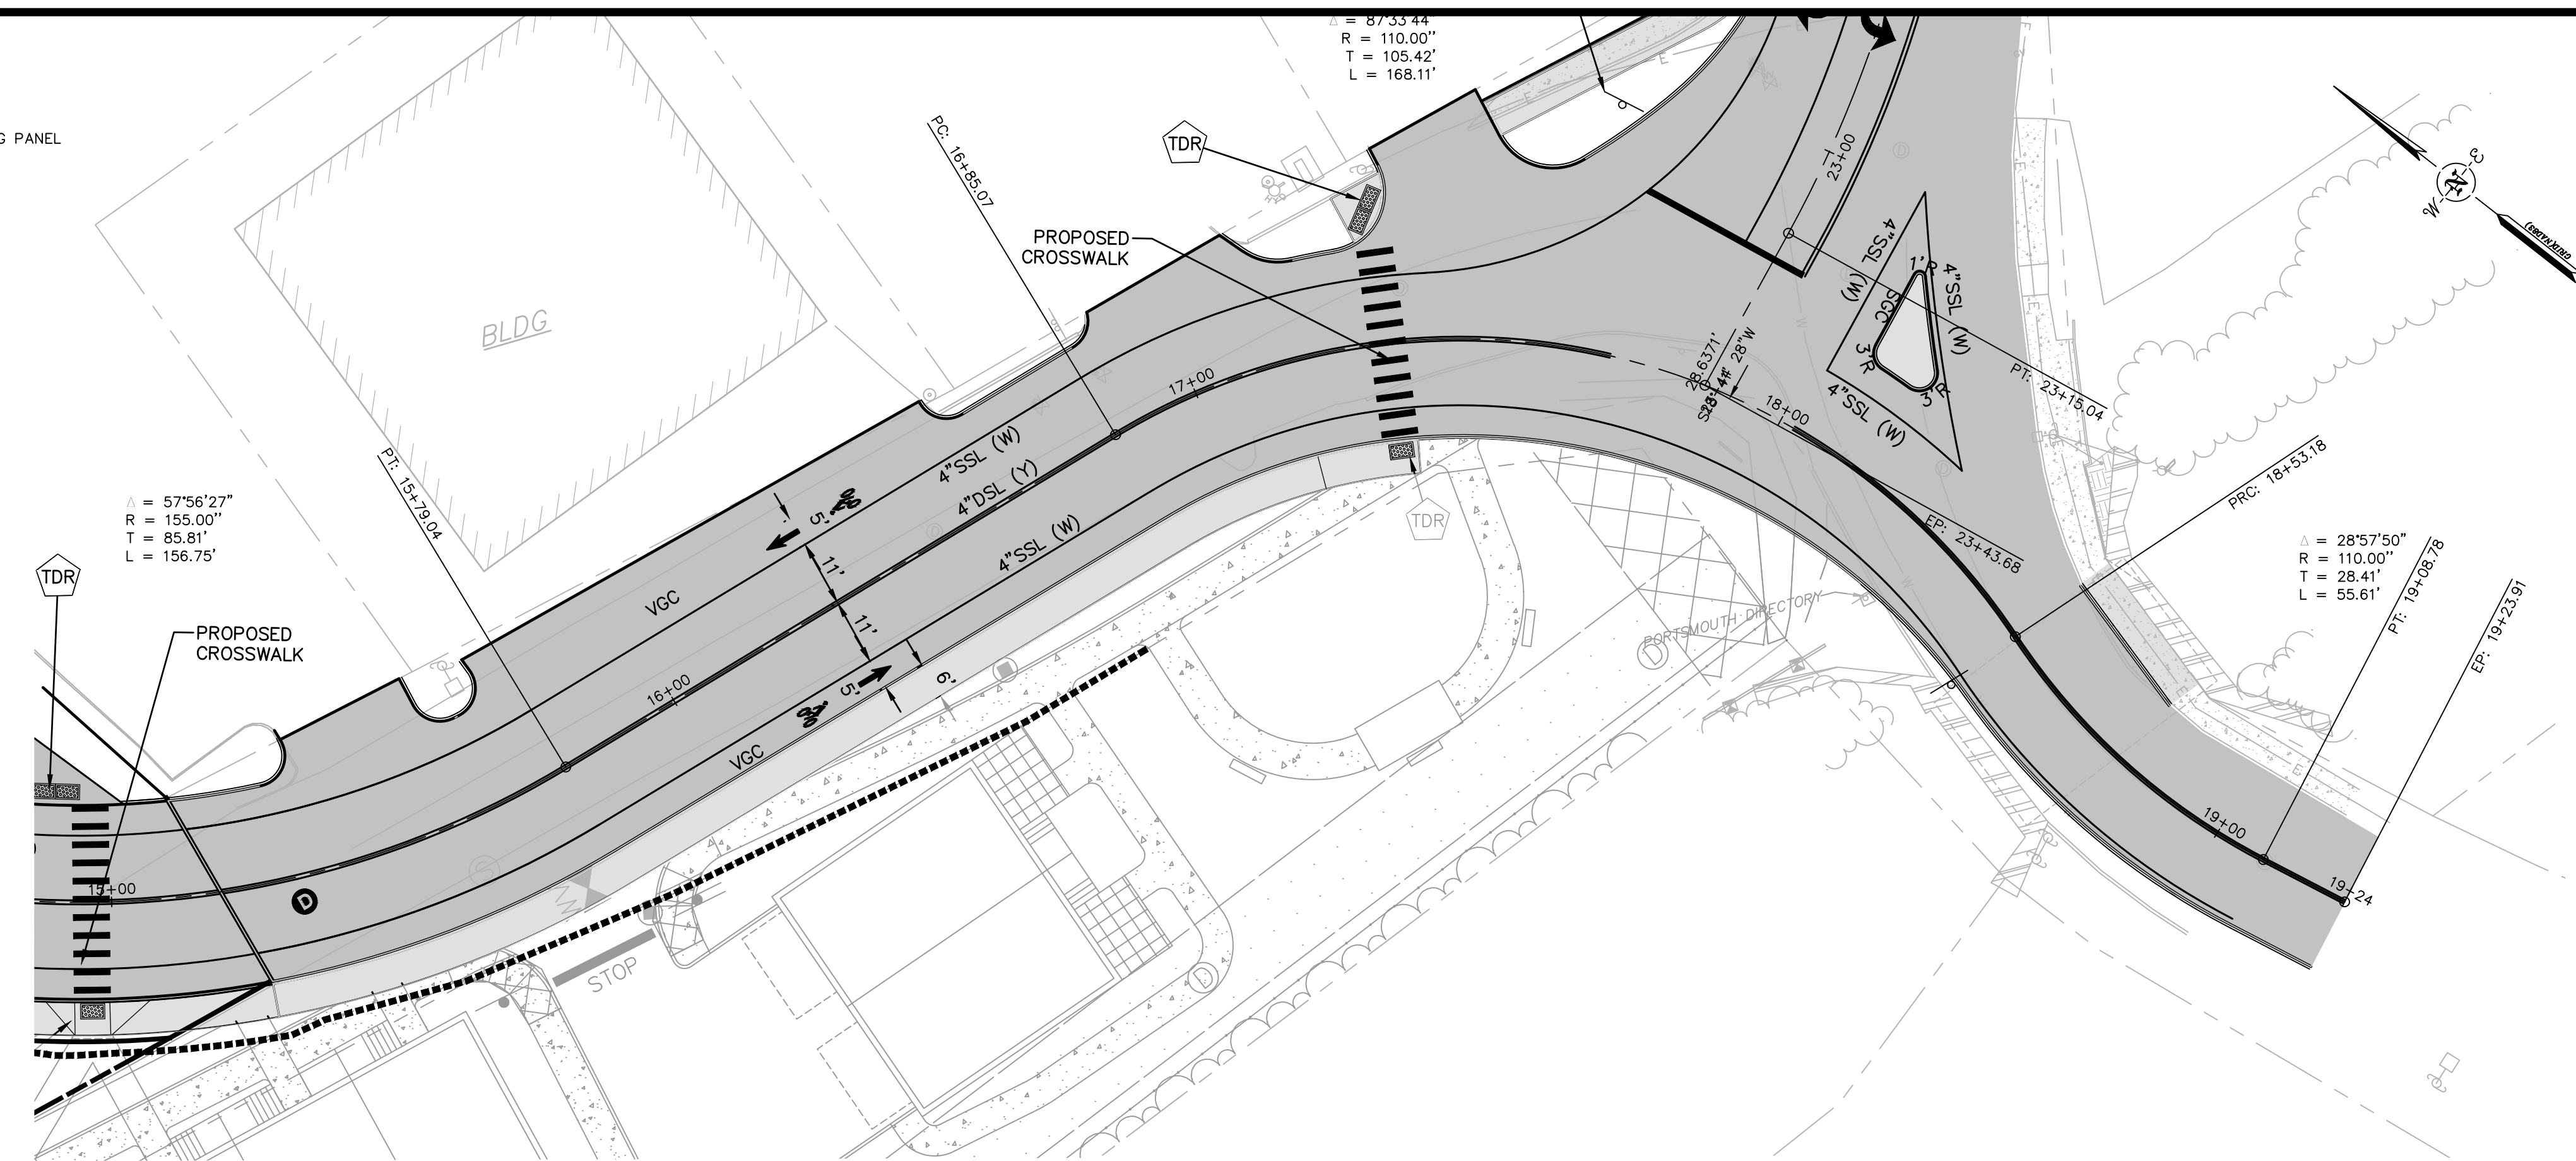 Δ = 87°33'44"
R = 110.00''
T = 105.42'
L = 168.11'
G PANEL
PC: 16+85.07
TDR
PROPOSED
CROSSWALK
E
E
T
23+00
4"SSL (W)
1'R
SGC
4"SSL (W)
3'R
3'R
4"SSL (W)
PT: 23+15.04
N
E
W
GRID(NAD83)
BLDG
28.6371'
28"W
17+00
18+00
PRC: 18+53.18
EP: 23+43.68
Δ = 28°57'50"
R = 110.00''
T = 28.41'
L = 55.61'
PT: 19+08.78
EP: 19+23.91
PT: 15+79.04
Δ = 57°56'27"
R = 155.00''
T = 85.81'
L = 156.75'
TDR
PROPOSED
CROSSWALK
4"SSL (W)
4"DSL (Y)
4"SSL (W)
5'
11'
11'
5'
6'
VGC
VGC
TDR
PORTSMOUTH DIRECTORY
D
16+00
15+00
D
19+00
19+24
STOP
D